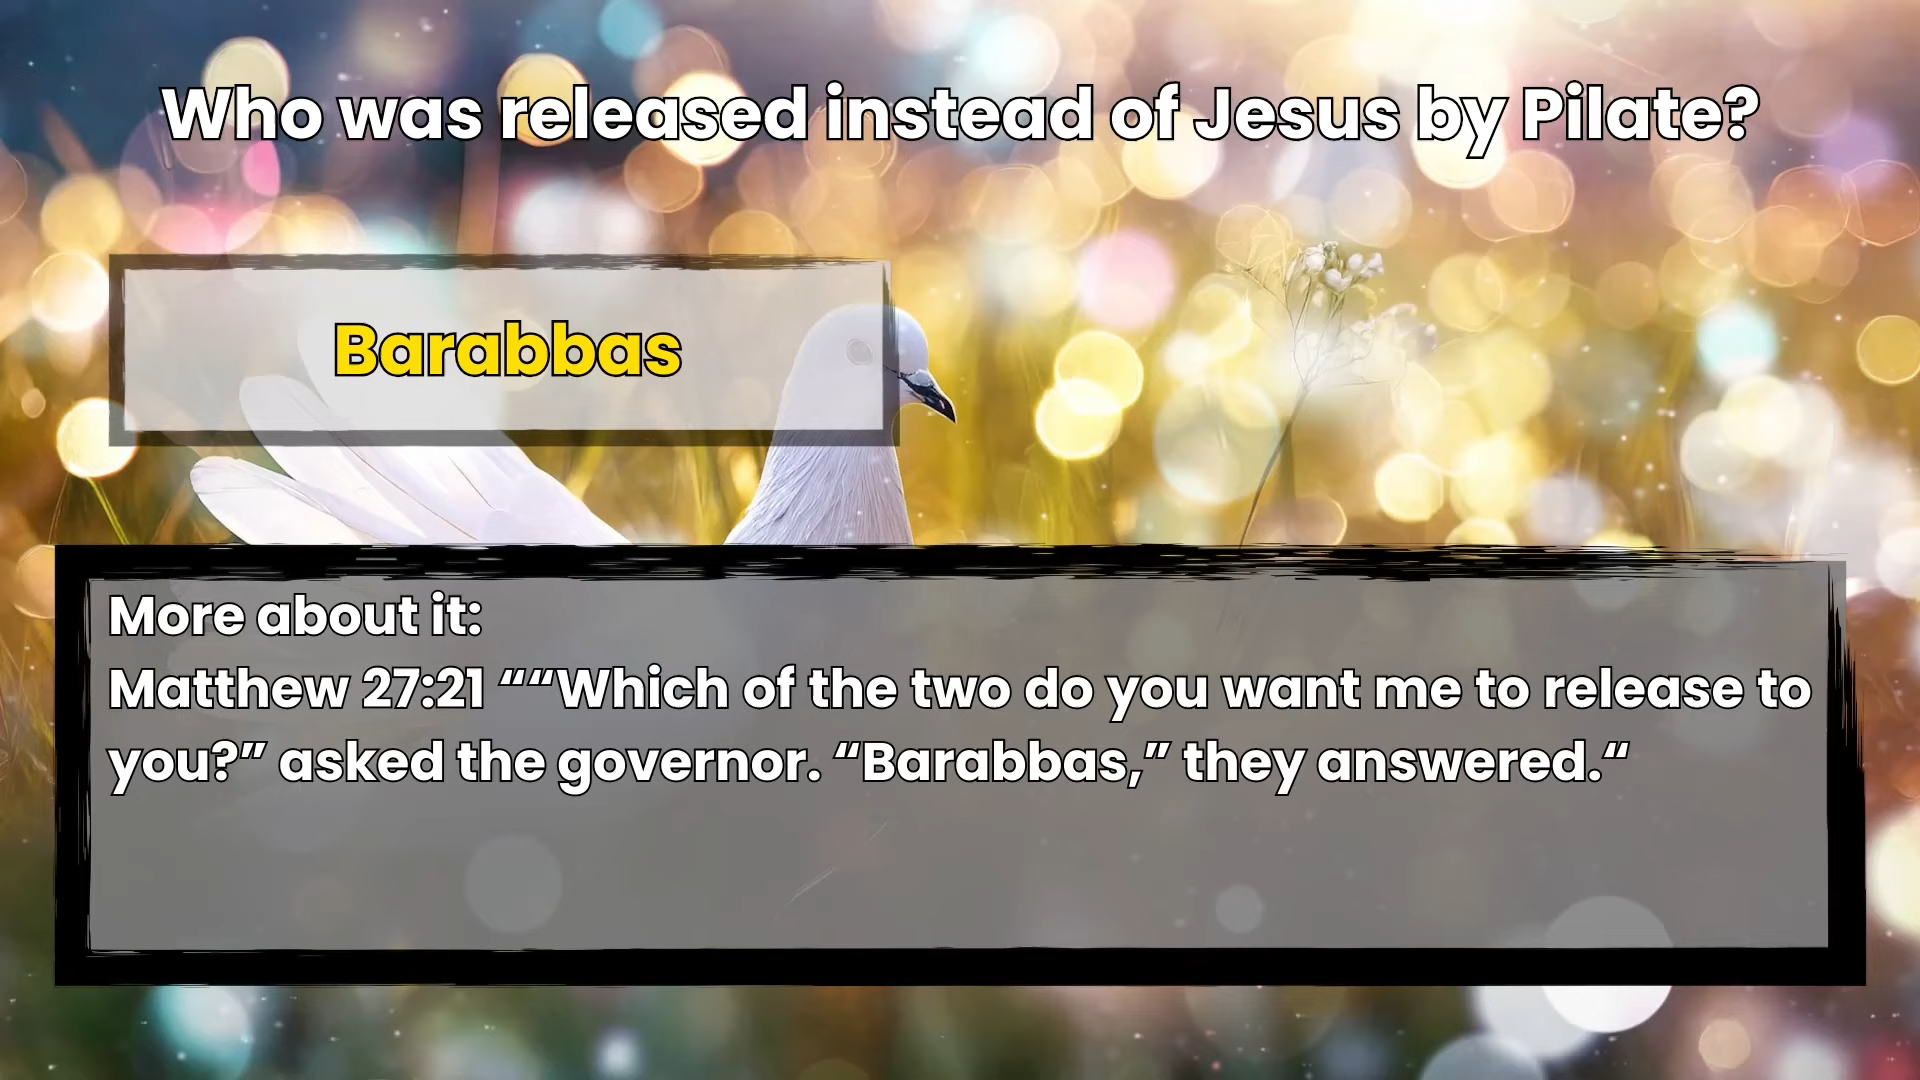 Who was released instead of Jesus by Pilate?
Barabbas
More about it:
Matthew 27:21 ““Which of the two do you want me to release to
you?” asked the governor. “Barabbas,” they answered.“